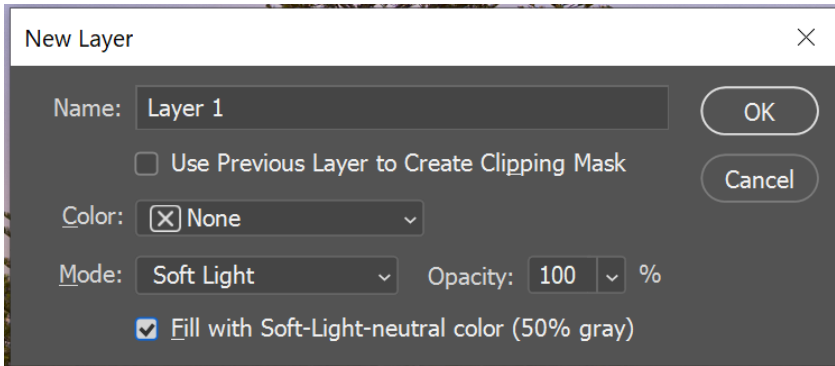 New Layer
Name: Layer 1
OK
Use Previous Layer to Create Clipping Mask
Cancel
Color: None
Mode: Soft Light Opacity: 100 %
Fill with Soft-Light-neutral color (50% gray)